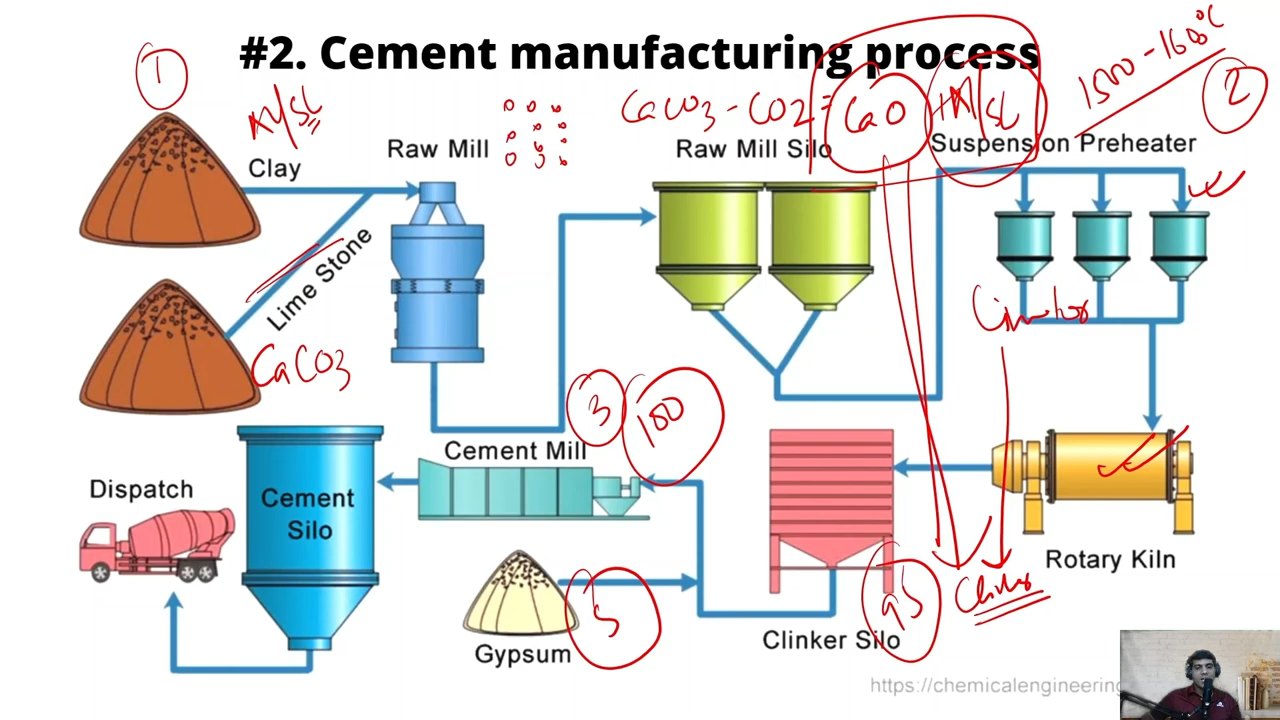 #2. Cement manufacturing process
1
Al/Si
CaCO3 - CO2 = CaO + Al/Si
1500 - 1600°C
2
Clay
Raw Mill
Raw Mill Silo
Suspension Preheater
Lime Stone
CaCO3
3
100
Cement Mill
Dispatch
Cement
Silo
Rotary Kiln
Clinker
Gypsum
5
Clinker Silo
95
https://chemicalengineering